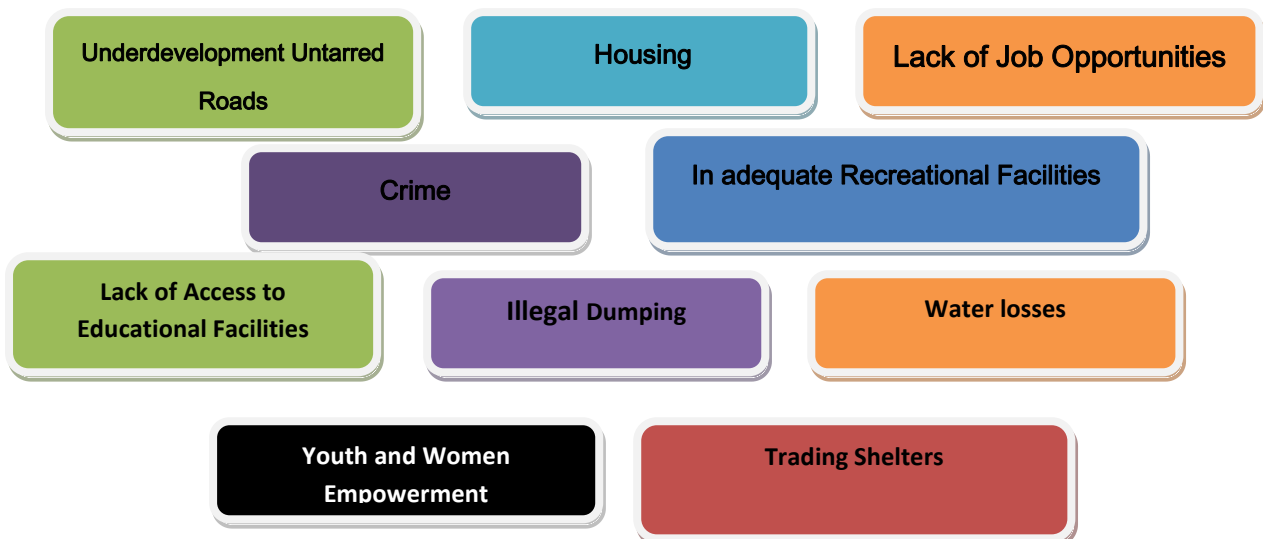 Underdevelopment Untarred
Roads
Housing
Lack of Job Opportunities
Crime
In adequate Recreational Facilities
Lack of Access to
Educational Facilities
Illegal Dumping
Water losses
Youth and Women
Empowerment
Trading Shelters